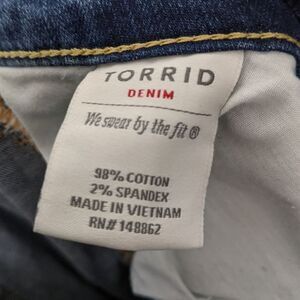 TORRID
DENIM
We swear by the fit ®
98% COTTON
2% SPANDEX
MADE IN VIETNAM
RN# 148862